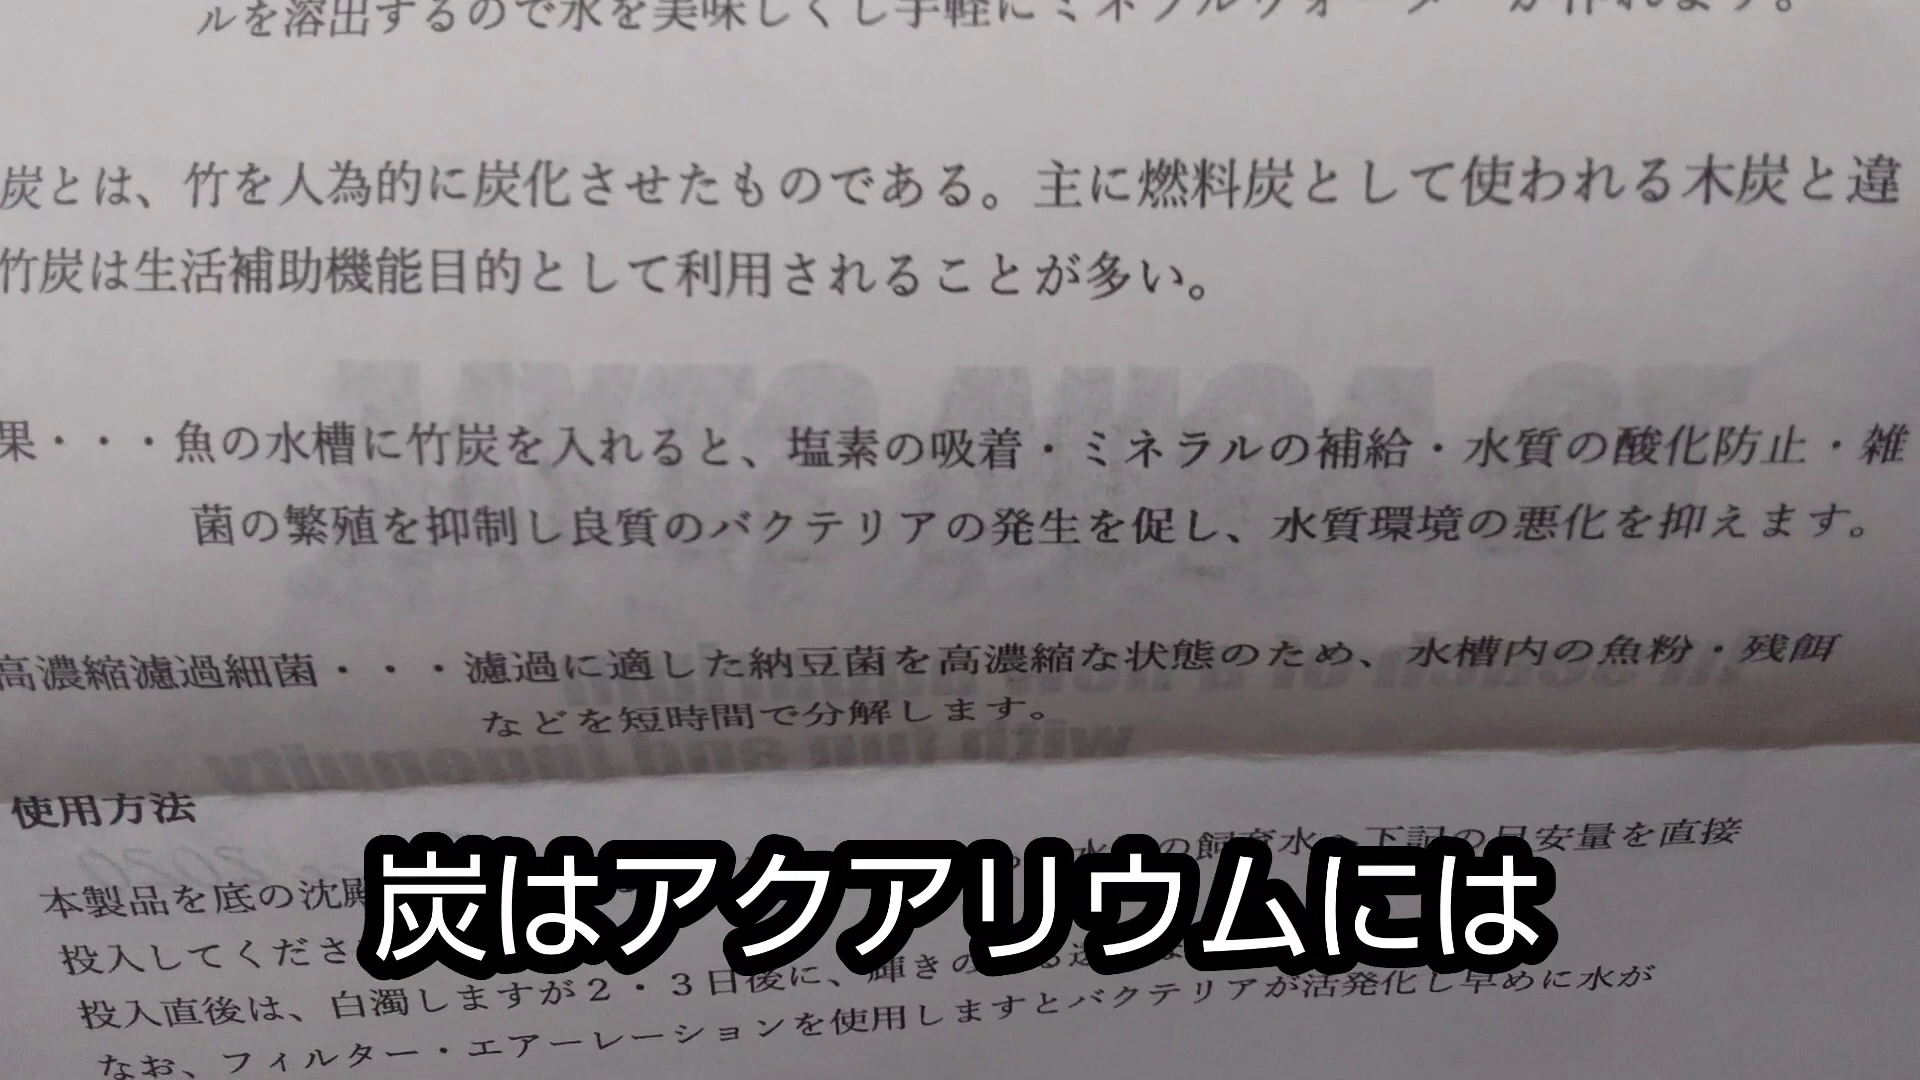 ルを溶出するので水を美味しくし手軽にミネラルウォーターが作れます。
炭とは、竹を人為的に炭化させたものである。主に燃料炭として使われる木炭と違
竹炭は生活補助機能目的として利用されることが多い。
果・・・魚の水槽に竹炭を入れると、塩素の吸着・ミネラルの補給・水質の酸化防止・雑
菌の繁殖を抑制し良質のバクテリアの発生を促し、水質環境の悪化を抑えます。
高濃縮濾過細菌・・・濾過に適した納豆菌を高濃縮な状態のため、水槽内の魚粉・残餌
などを短時間で分解します。
使用方法
本製品を底の沈殿 の飼育水へ下記の目安量を直接
投入してくださ
投入直後は、白濁しますが2・3日後に、輝きの
なお、フィルター・エアーレーションを使用しますとバクテリアが活発化し早めに水が
炭はアクアリウムには